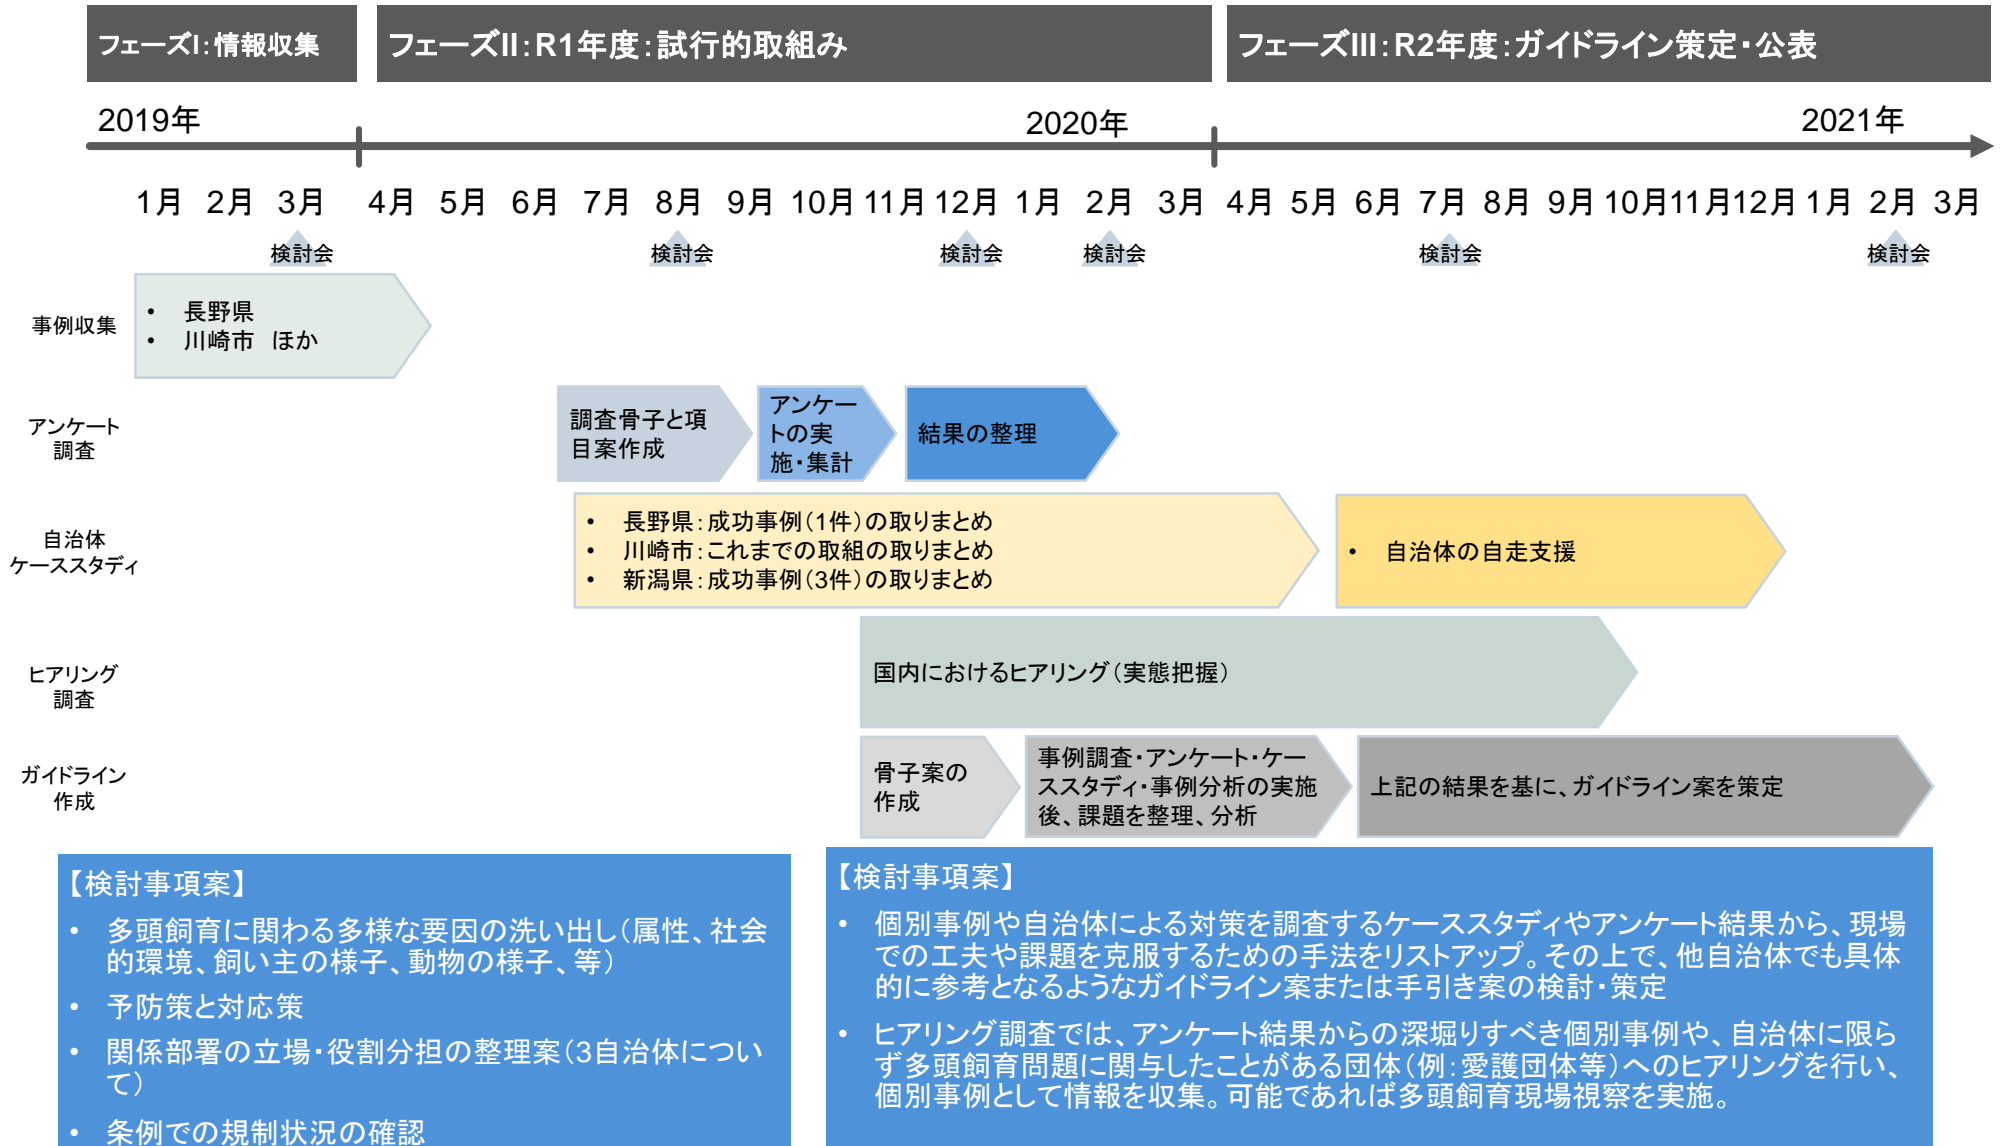 フェーズI:情報収集
フェーズII:R1年度:試行的取組み
フェーズIII:R2年度:ガイドライン策定・公表
2019年
2020年
2021年
1月 2月 3月 4月 5月 6月 7月 8月 9月 10月 11月 12月 1月 2月 3月 4月 5月 6月 7月 8月 9月 10月 11月 12月 1月 2月 3月
検討会 検討会 検討会 検討会 検討会 検討会
事例収集
• 長野県
• 川崎市 ほか
アンケート
調査
調査骨子と項
目案作成
アンケー
トの実
施・集計
結果の整理
自治体
ケーススタディ
• 長野県:成功事例(1件)の取りまとめ
• 川崎市:これまでの取組の取りまとめ
• 新潟県:成功事例(3件)の取りまとめ
• 自治体の自走支援
ヒアリング
調査
国内におけるヒアリング(実態把握)
ガイドライン
作成
骨子案の
作成
事例調査・アンケート・ケー
ススタディ・事例分析の実施
後、課題を整理、分析
上記の結果を基に、ガイドライン案を策定
【検討事項案】
• 多頭飼育に関わる多様な要因の洗い出し(属性、社会
的環境、飼い主の様子、動物の様子、等)
• 予防策と対応策
• 関係部署の立場・役割分担の整理案(3自治体につい
て)
• 条例での規制状況の確認
【検討事項案】
• 個別事例や自治体による対策を調査するケーススタディやアンケート結果から、現場
での工夫や課題を克服するための手法をリストアップ。その上で、他自治体でも具体
的に参考となるようなガイドライン案または手引き案の検討・策定
• ヒアリング調査では、アンケート結果からの深堀りすべき個別事例や、自治体に限ら
ず多頭飼育問題に関与したことがある団体(例:愛護団体等)へのヒアリングを行い、
個別事例として情報を収集。可能であれば多頭飼育現場視察を実施。